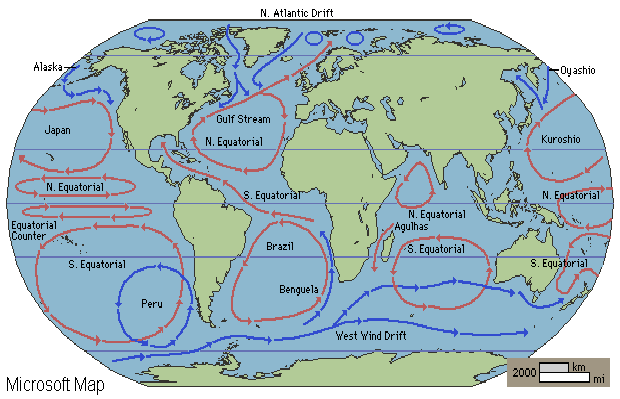 N. Atlantic Drift
Alaska
Oyashio
Gulf Stream
Japan
N. Equatorial
Kuroshio
N. Equatorial
S. Equatorial
N. Equatorial
N. Equatorial
Equatorial
Counter
Agulhas
S. Equatorial
Brazil
S. Equatorial
S. Equatorial
Benguela
Peru
West Wind Drift
Microsoft Map
2000
km
mi